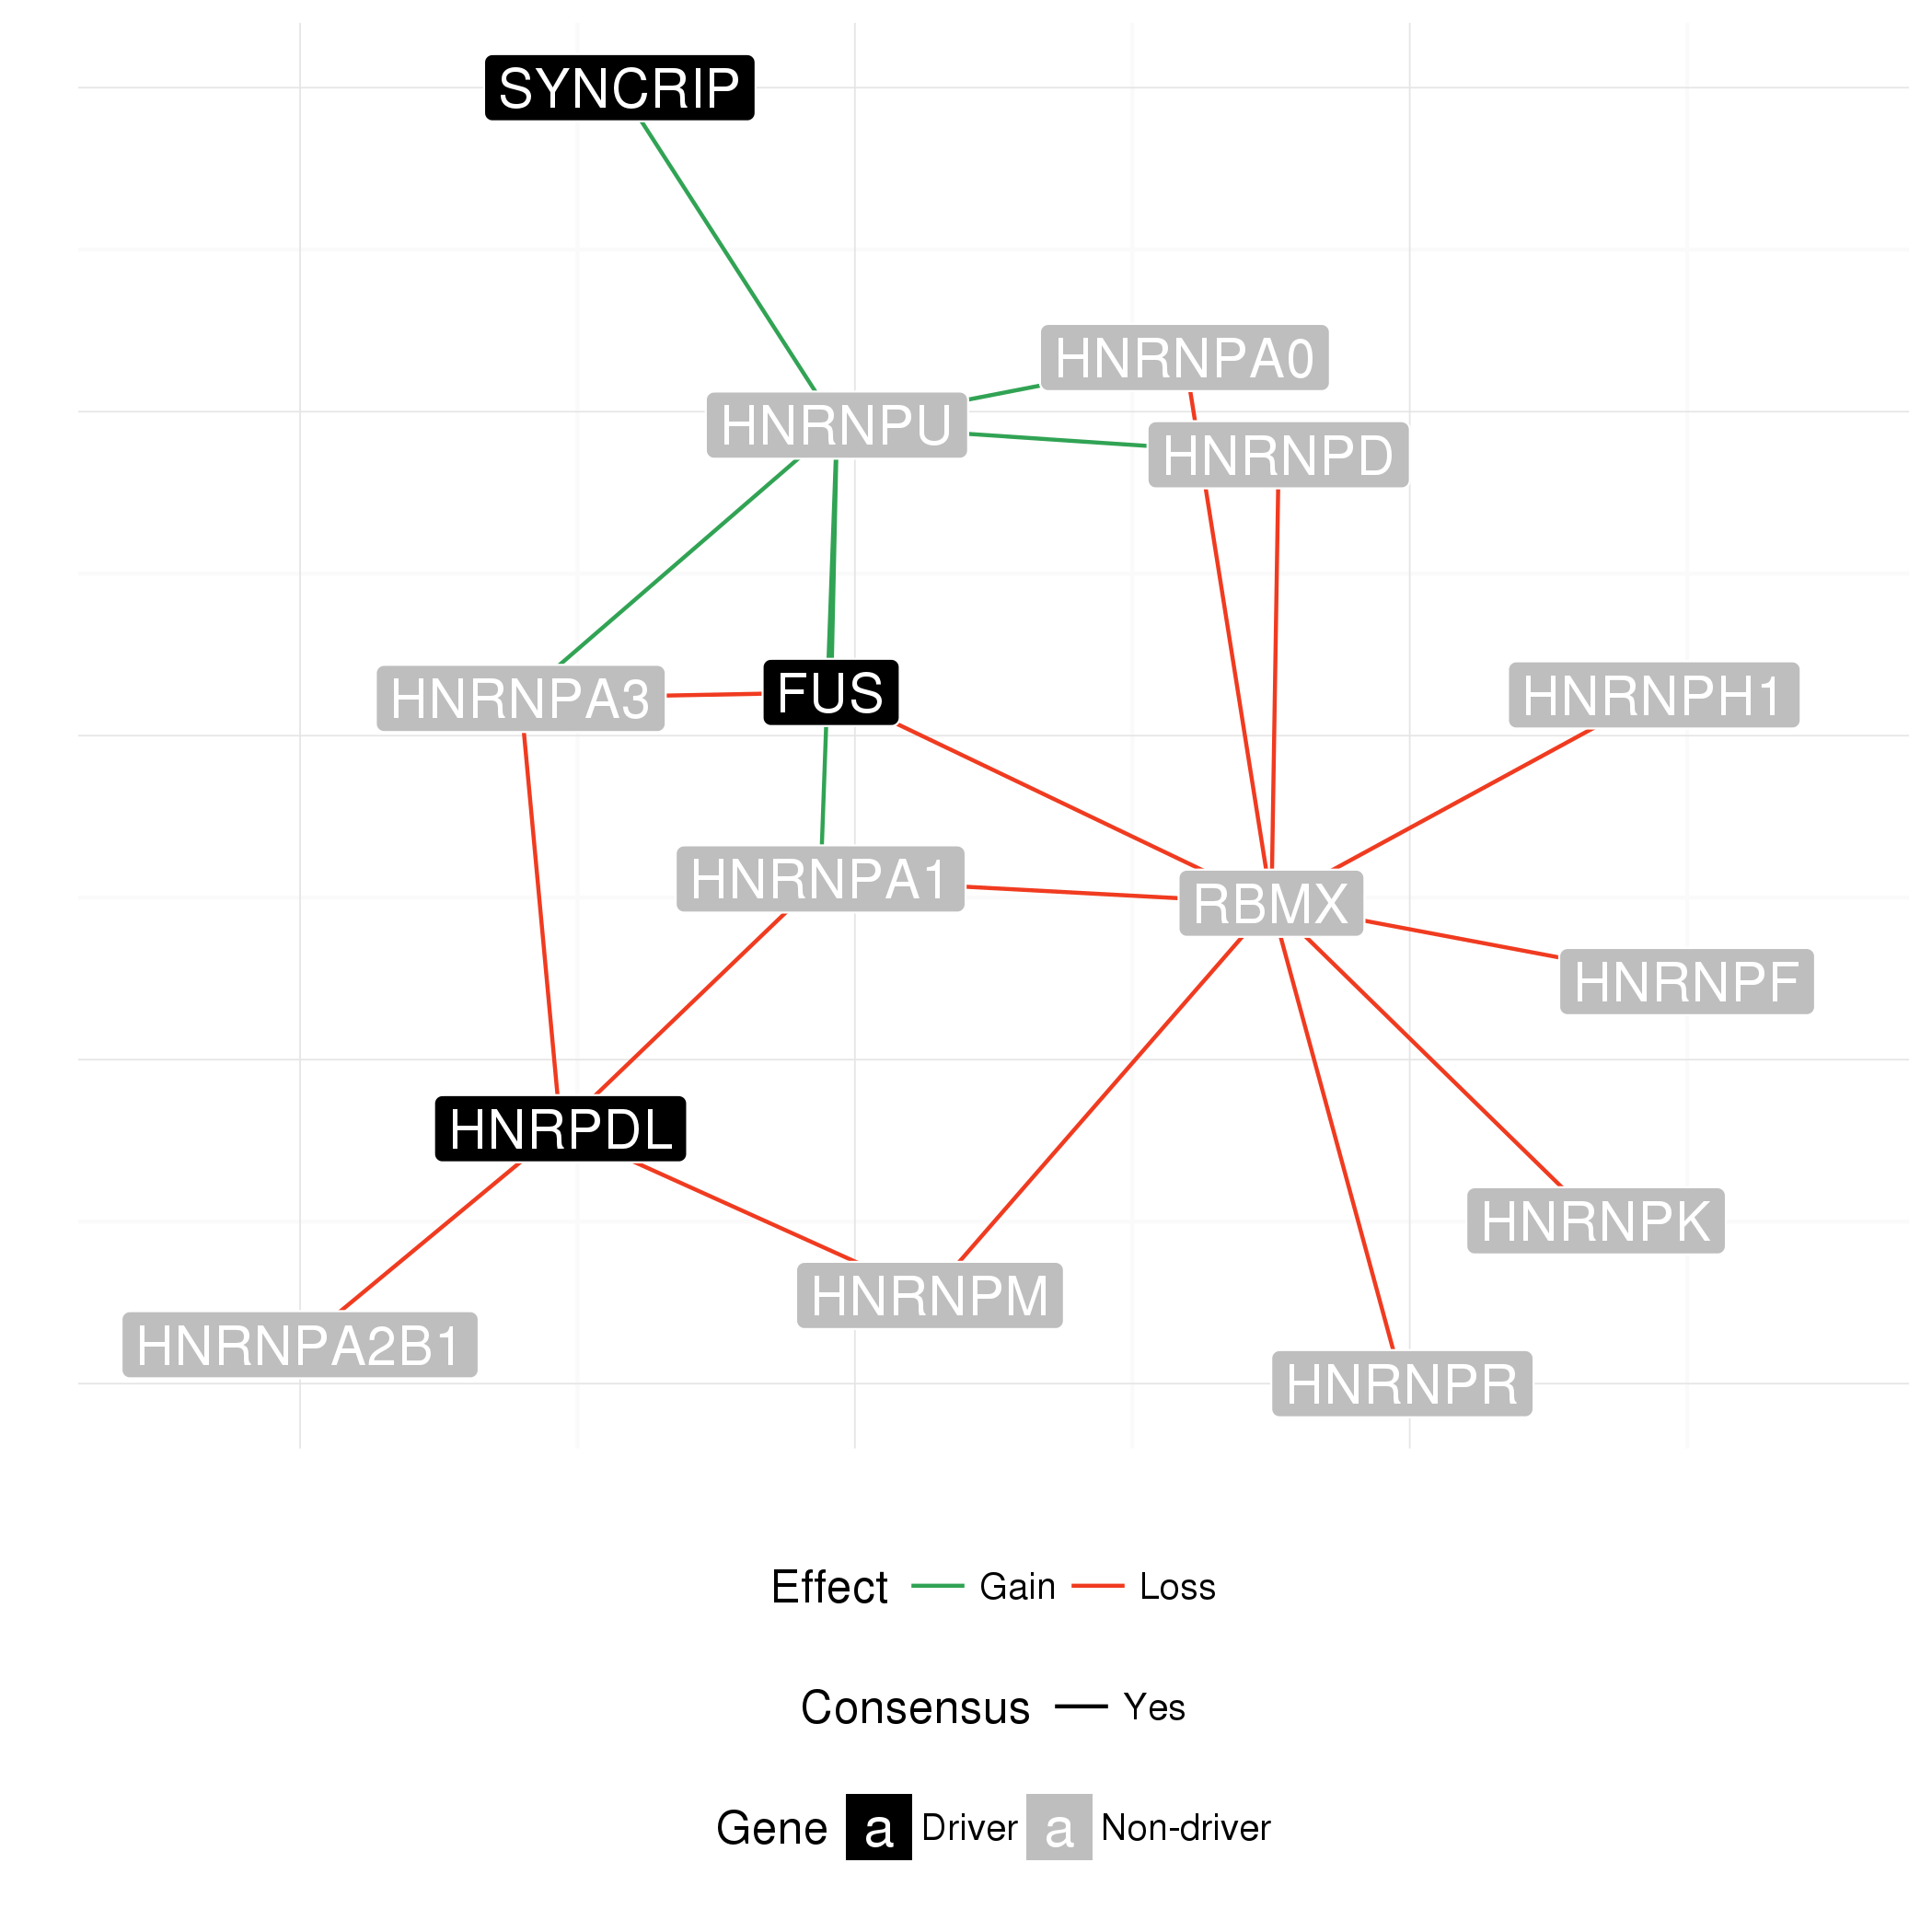 SYNCRIP
HNRNPA0
HNRNPU
HNRNPD
HNRNPA3
FUS
HNRNPH1
HNRNPA1
RBMX
HNRNPF
HNRPDL
HNRNPK
HNRNPM
HNRNPA2B1
HNRNPR
Effect Gain Loss
Consensus Yes
Gene a Driver a Non-driver